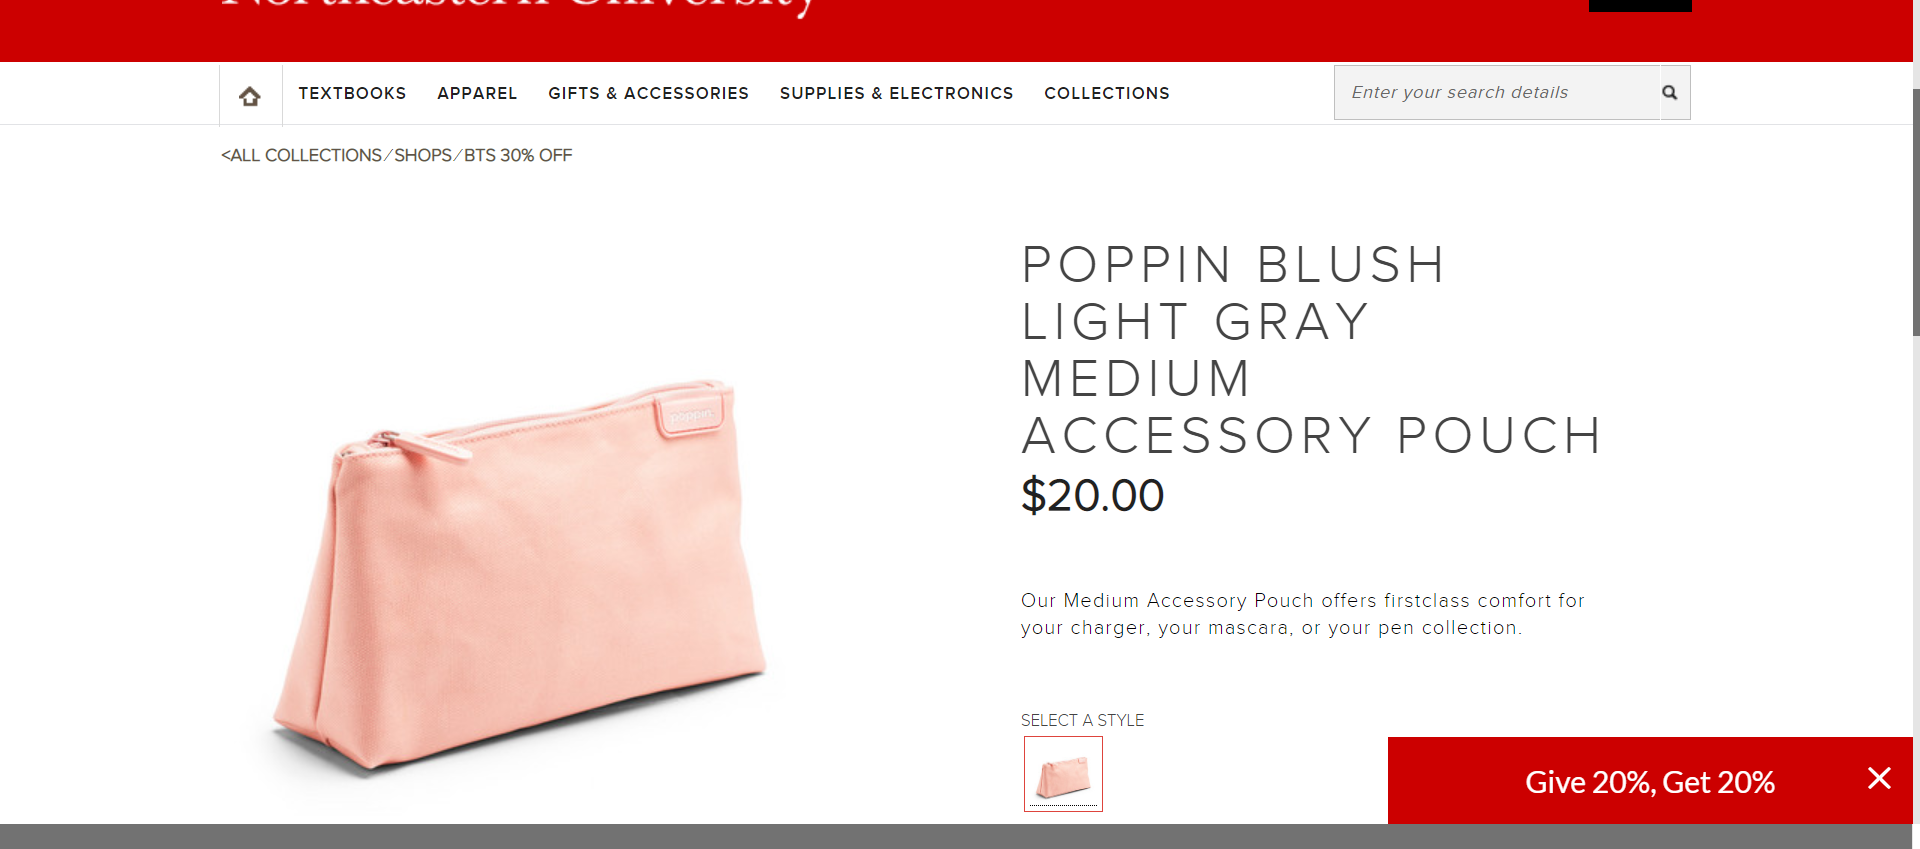 Northeastern University
TEXTBOOKS APPAREL GIFTS & ACCESSORIES SUPPLIES & ELECTRONICS COLLECTIONS Enter your search details
<ALL COLLECTIONS/SHOPS/BTS 30% OFF
POPPIN BLUSH
LIGHT GRAY
MEDIUM
ACCESSORY POUCH
$20.00
poppin
Our Medium Accessory Pouch offers firstclass comfort for
your charger, your mascara, or your pen collection.
SELECT A STYLE
Give 20%, Get 20%